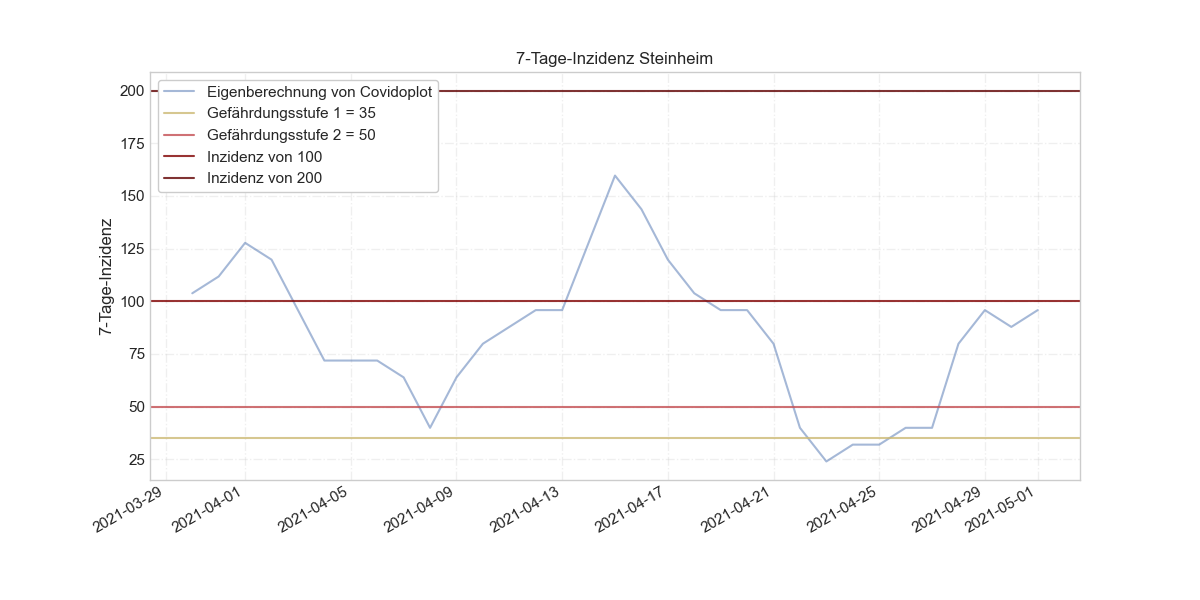 7-Tage-Inzidenz Steinheim
Eigenberechnung von Covidoplot
Gefährdungsstufe 1 = 35
Gefährdungsstufe 2 = 50
Inzidenz von 100
Inzidenz von 200
7-Tage-Inzidenz
200
175
150
125
100
75
50
25
2021-03-29
2021-04-01
2021-04-05
2021-04-09
2021-04-13
2021-04-17
2021-04-21
2021-04-25
2021-04-29
2021-05-01